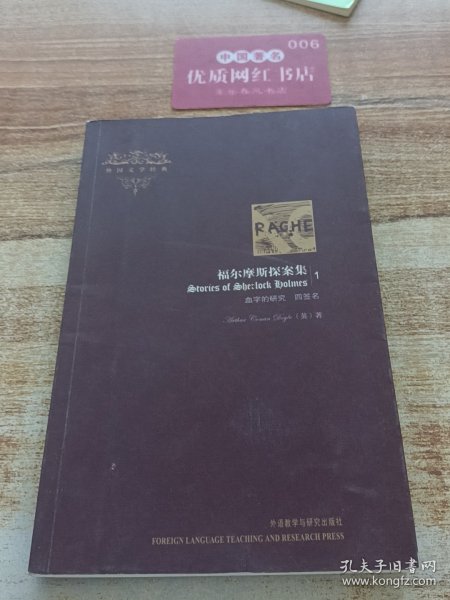 006
中国著名
优质网红书店
外国文学经典
RACHE
福尔摩斯探案集 1
Stories of She:lock Holmes
血字的研究 四签名
Arthur Conan Doyle (英) 著
外语教学与研究出版社
FOREIGN LANGUAGE TEACHING AND RESEARCH PRESS
孔夫子旧书网
www.kongfz.com